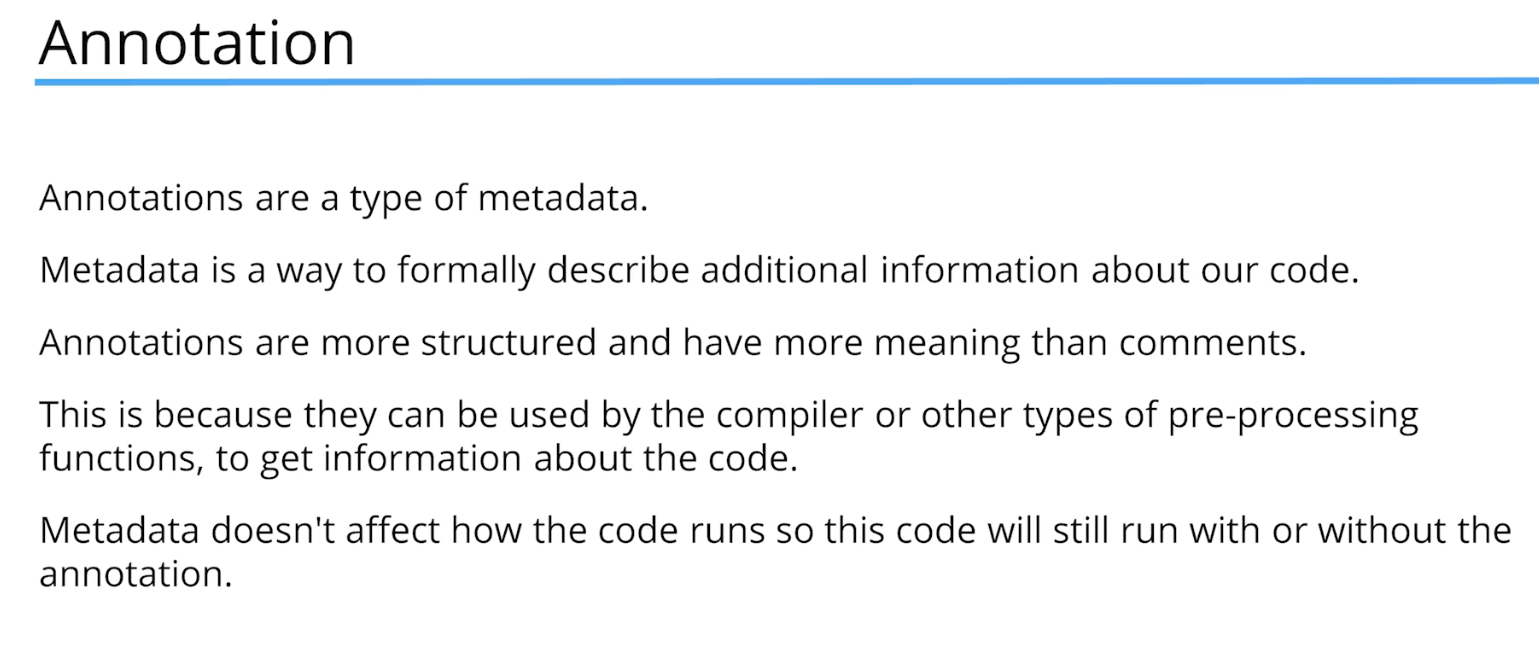 Annotation
Annotations are a type of metadata.
Metadata is a way to formally describe additional information about our code.
Annotations are more structured and have more meaning than comments.
This is because they can be used by the compiler or other types of pre-processing
functions, to get information about the code.
Metadata doesn't affect how the code runs so this code will still run with or without the
annotation.